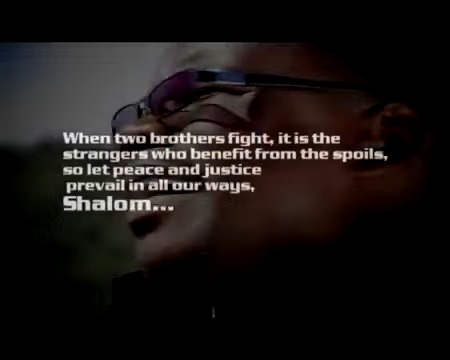 When two brothers fight, it is the
strangers who benefit from the spoils,
so let peace and justice
prevail in all our ways,
Shalom...